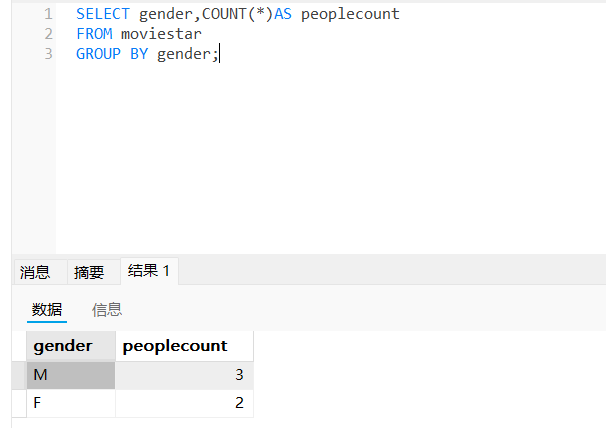 1 SELECT gender,COUNT(*)AS peoplecount
2 FROM moviestar
3 GROUP BY gender;
消息 摘要 结果 1
数据 信息
gender peoplecount
M 3
F 2